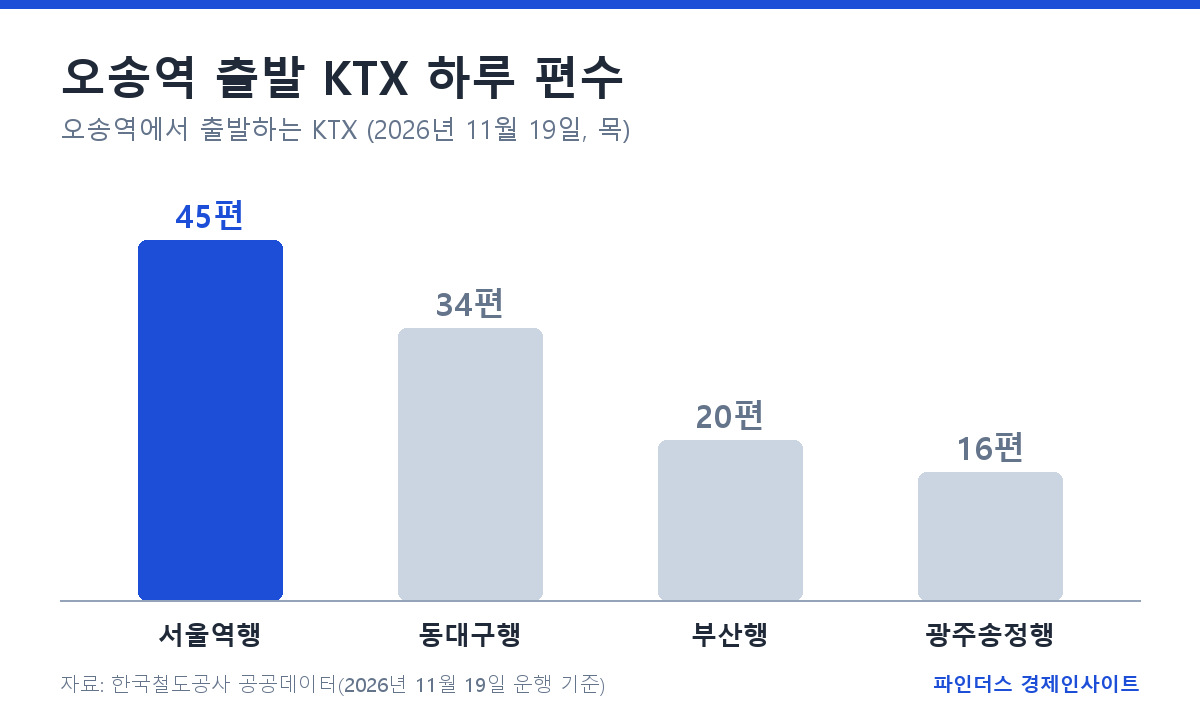 오송역 출발 KTX 하루 편수
오송역에서 출발하는 KTX (2026년 11월 19일, 목)
45편
34편
20편
16편
서울역행
동대구행
부산행
광주송정행
자료: 한국철도공사 공공데이터(2026년 11월 19일 운행 기준)
파인더스 경제인사이트